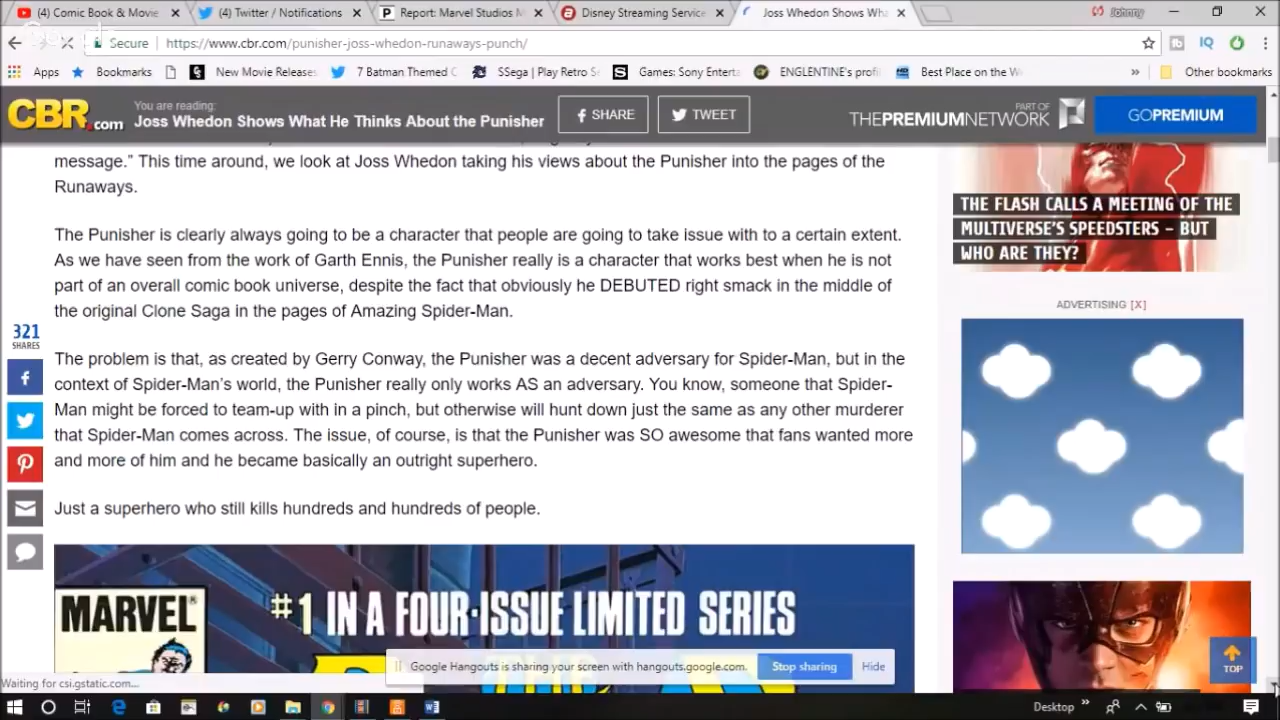 (4) Comic Book & Movie
(4) Twitter / Notifications
Report: Marvel Studios M
Disney Streaming Service
Joss Whedon Shows Wha
Johnny
Secure
https://www.cbr.com/punisher-joss-whedon-runaways-punch/
Apps
Bookmarks
New Movie Releases
7 Batman Themed C
SSega | Play Retro S
Games: Sony Enterta
ENGLENTINE's profi
Best Place on the W
»
Other bookmarks
CBR.com
You are reading:
Joss Whedon Shows What He Thinks About the Punisher
SHARE
TWEET
PART OF
THEPREMIUMNETWORK
GOPREMIUM
message.” This time around, we look at Joss Whedon taking his views about the Punisher into the pages of the
Runaways.
The Punisher is clearly always going to be a character that people are going to take issue with to a certain extent.
As we have seen from the work of Garth Ennis, the Punisher really is a character that works best when he is not
part of an overall comic book universe, despite the fact that obviously he DEBUTED right smack in the middle of
the original Clone Saga in the pages of Amazing Spider-Man.
The problem is that, as created by Gerry Conway, the Punisher was a decent adversary for Spider-Man, but in the
context of Spider-Man’s world, the Punisher really only works AS an adversary. You know, someone that Spider-
Man might be forced to team-up with in a pinch, but otherwise will hunt down just the same as any other murderer
that Spider-Man comes across. The issue, of course, is that the Punisher was SO awesome that fans wanted more
and more of him and he became basically an outright superhero.
Just a superhero who still kills hundreds and hundreds of people.
321
SHARES
MARVEL
#1 IN A FOUR-ISSUE LIMITED SERIES
THE FLASH CALLS A MEETING OF THE
MULTIVERSE'S SPEEDSTERS – BUT
WHO ARE THEY?
ADVERTISING [X]
TOP
Google Hangouts is sharing your screen with hangouts.google.com.
Stop sharing
Hide
Waiting for csi.gstatic.com...
Desktop
»